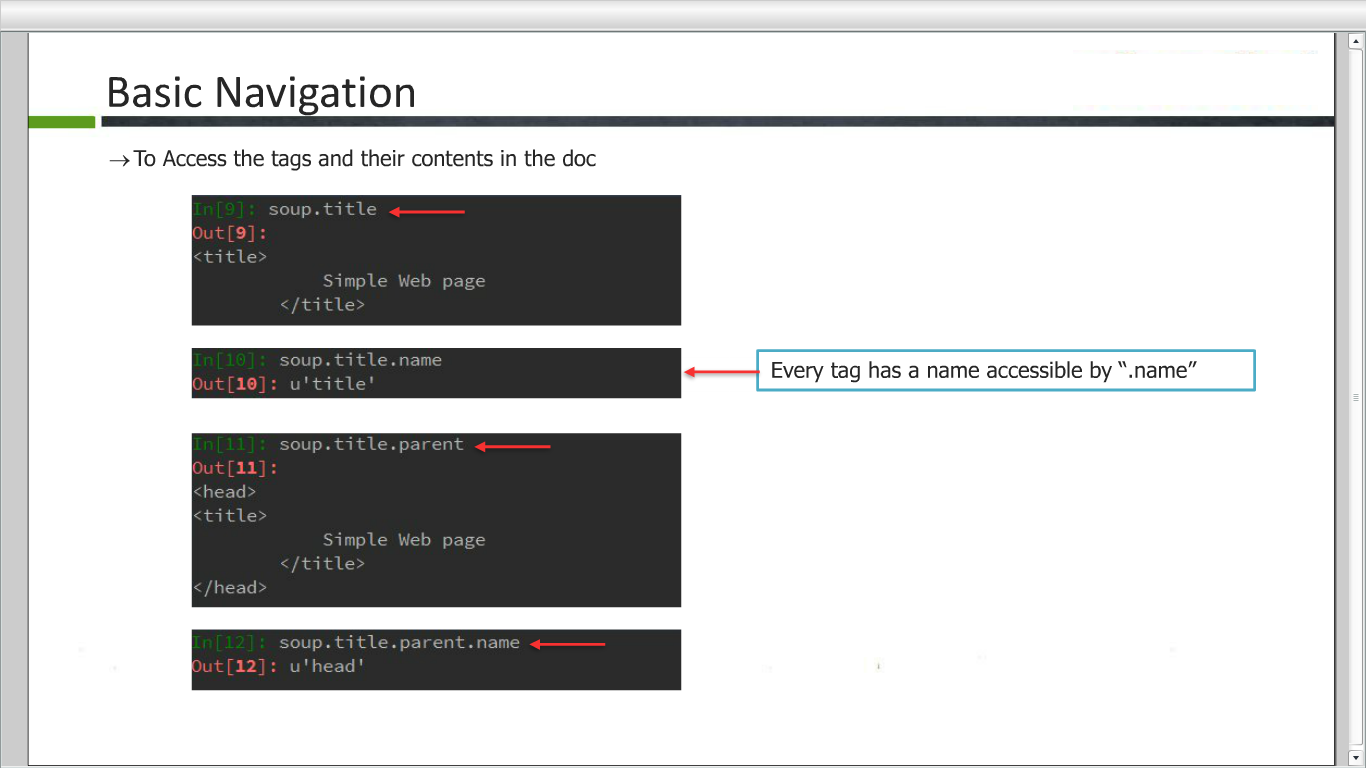 Basic Navigation
→To Access the tags and their contents in the doc
In[9]: soup.title
Out[9]:
<title>
Simple Web page
</title>
In[10]: soup.title.name
Out[10]: u'title'
Every tag has a name accessible by “.name”
In[11]: soup.title.parent
Out[11]:
<head>
<title>
Simple Web page
</title>
</head>
In[12]: soup.title.parent.name
Out[12]: u'head'